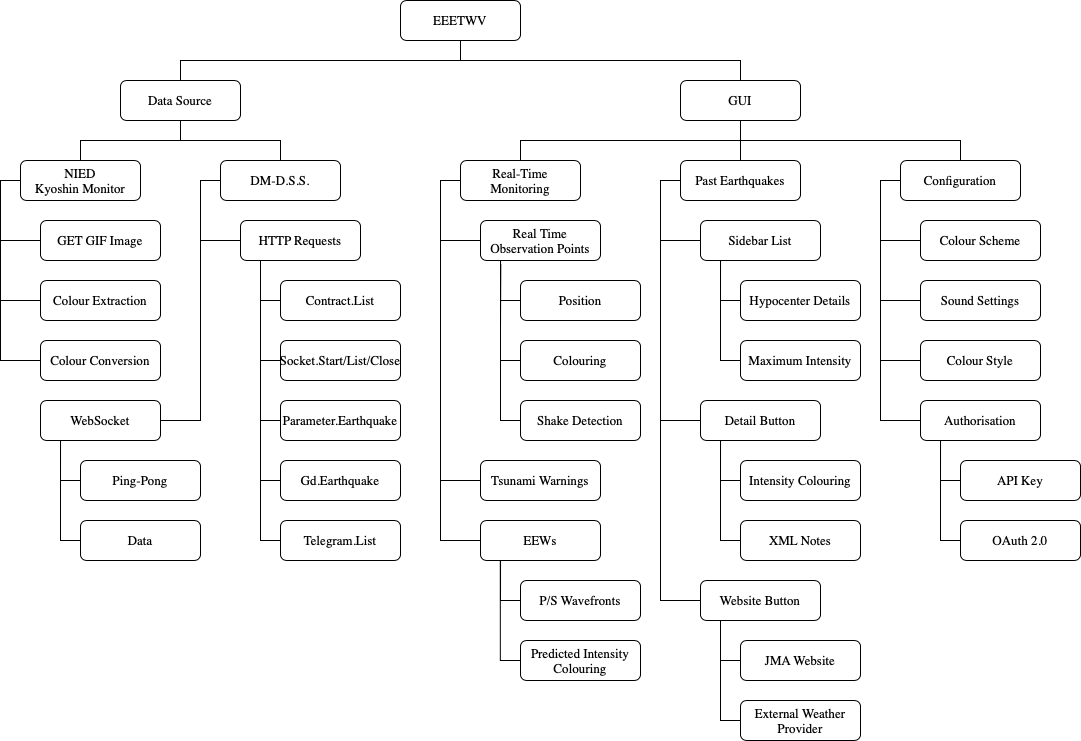 EEETWV
Data Source
GUI
NIED
Kyoshin Monitor
DM-D.S.S.
Real-Time
Monitoring
Past Earthquakes
Configuration
GET GIF Image
HTTP Requests
Real Time
Observation Points
Sidebar List
Colour Scheme
Colour Extraction
Contract.List
Position
Hypocenter Details
Sound Settings
Colour Conversion
Socket.Start/List/Close
Colouring
Maximum Intensity
Colour Style
WebSocket
Parameter.Earthquake
Shake Detection
Detail Button
Authorisation
Ping-Pong
Gd.Earthquake
Tsunami Warnings
Intensity Colouring
API Key
Data
Telegram.List
EEWs
XML Notes
OAuth 2.0
P/S Wavefronts
Website Button
Predicted Intensity
Colouring
JMA Website
External Weather
Provider